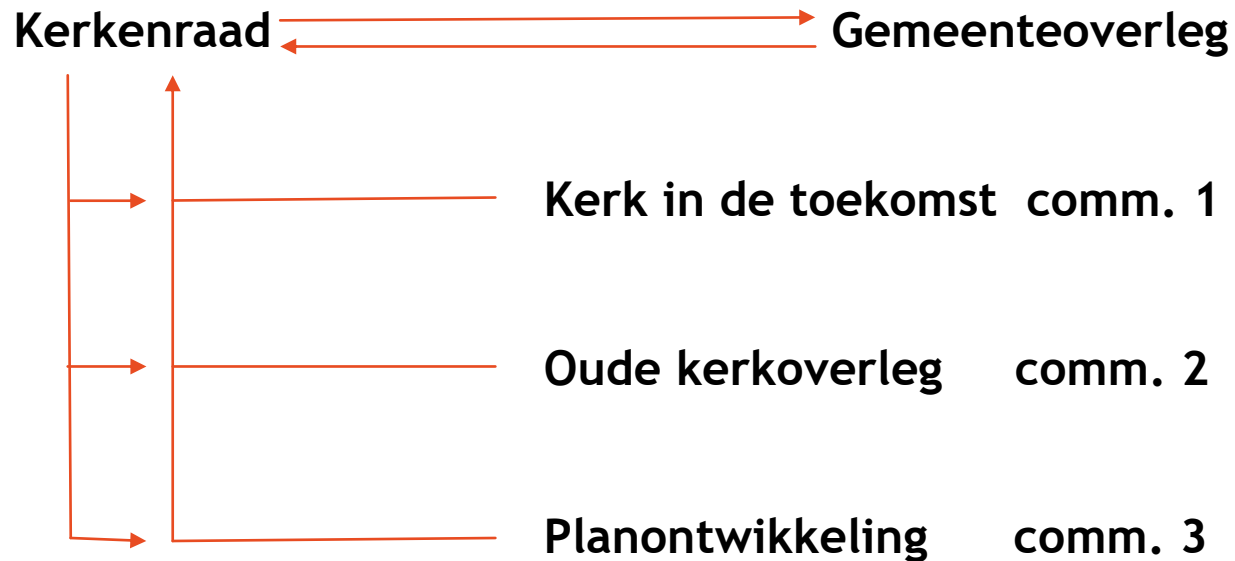 Kerkenraad Gemeenteoverleg
Kerk in de toekomst comm. 1
Oude kerkoverleg comm. 2
Planontwikkeling comm. 3